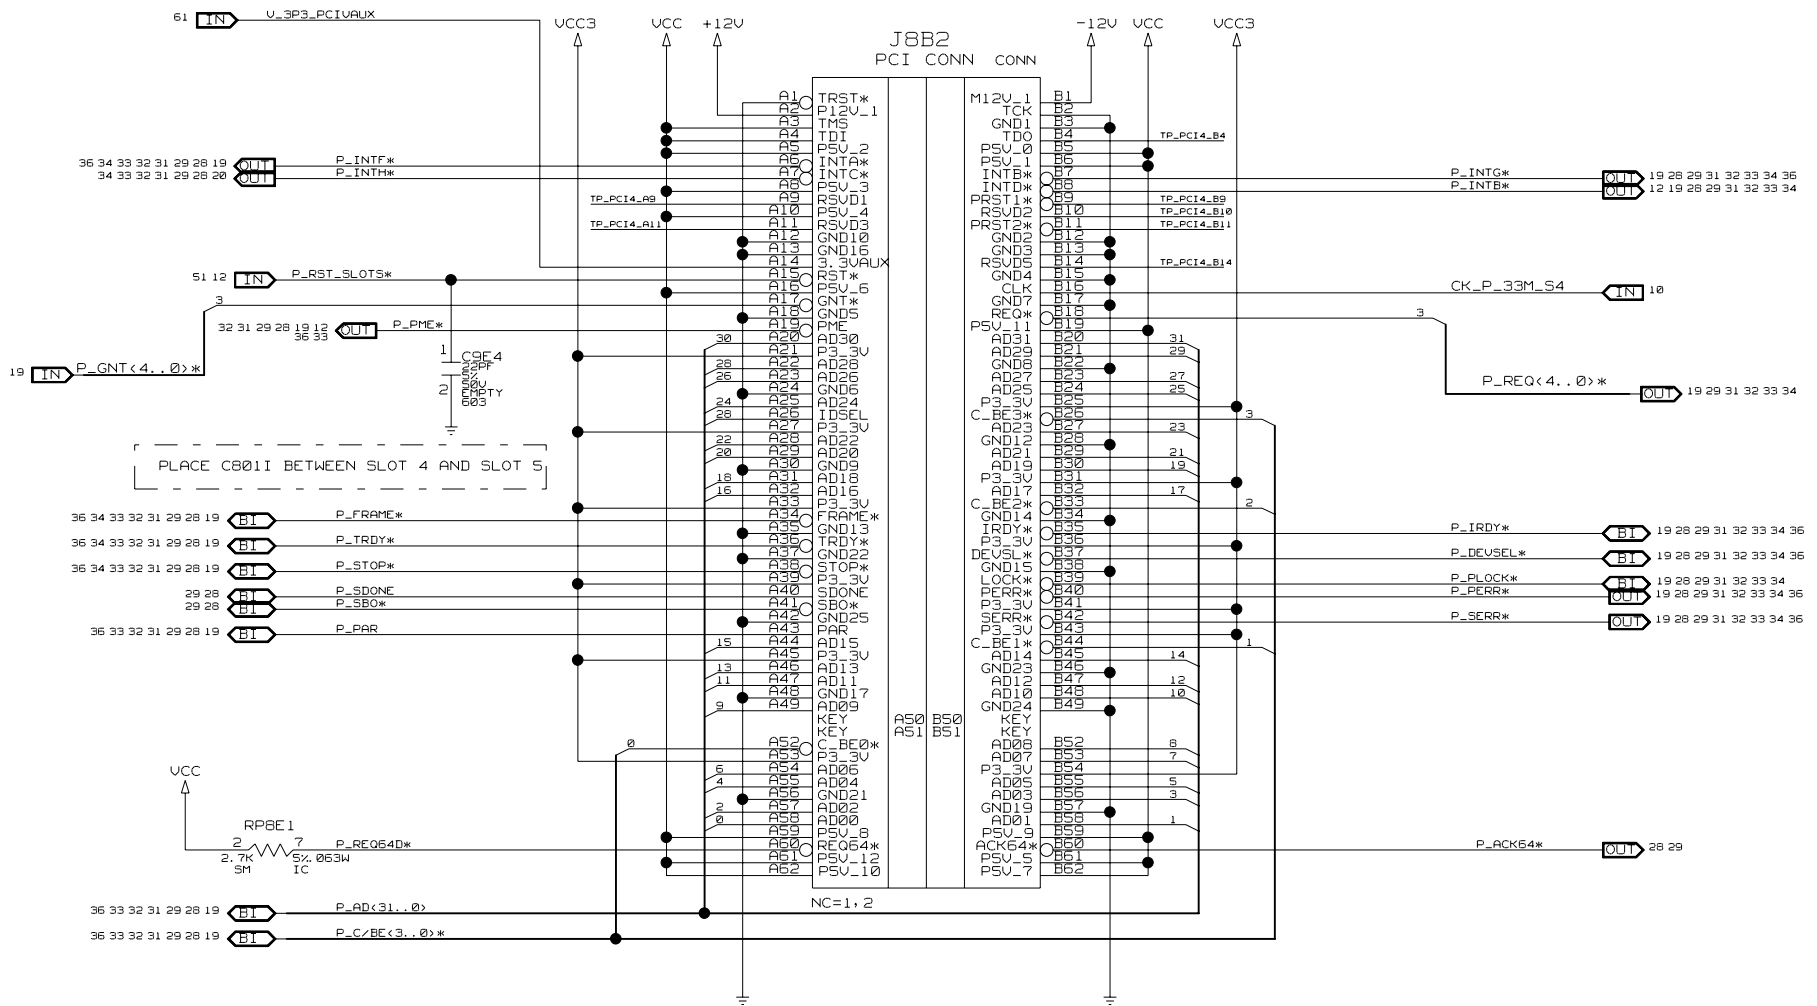 61 IN V_3P3_PCIVAUX
VCC3 VCC +12V
-12V VCC VCC3
J8B2
PCI CONN CONN
A1 TRST* M12V_1 B1
A2 P12V_1 TCK B2
A3 TMS GND1 B3
A4 TDI TDO B4 TP_PCI4_B4
A5 P5V_2 P5V_0 B5
36 34 33 32 31 29 28 19 OUT P_INTF* A6 INTA* P5V_1 B6
34 33 32 31 29 28 20 OUT P_INTH* A7 INTC* INTB* B7 P_INTG* OUT 19 28 29 31 32 33 34 36
A8 P5V_3 INTD* B8 P_INTB* OUT 12 19 28 29 31 32 33 34
TP_PCI4_A9 A9 RSVD1 PRST1* B9 TP_PCI4_B9
A10 P5V_4 RSVD2 B10 TP_PCI4_B10
TP_PCI4_A11 A11 RSVD3 PRST2* B11 TP_PCI4_B11
A12 GND10 GND2 B12
A13 GND16 GND3 B13
A14 3.3VAUX RSVD5 B14 TP_PCI4_B14
51 12 IN P_RST_SLOTS* A15 RST* GND4 B15
A16 P5V_6 CLK B16 CK_P_33M_S4 IN 10
3 A17 GNT* GND7 B17
A18 GND5 REQ* B18 3
32 31 29 28 19 12 OUT P_PME* A19 PME P5V_11 B19
36 33
30 A20 AD30 AD31 B20 31
A21 P3_3V AD29 B21 29
28 A22 AD28 GND8 B22
26 A23 AD26 AD27 B23 27
A24 GND6 AD25 B24 25
24 A25 AD24 P3_3V B25
28 A26 IDSEL C_BE3* B26 3
A27 P3_3V AD23 B27 23
22 A28 AD22 GND12 B28
20 A29 AD20 AD21 B29 21
A30 GND9 AD19 B30 19
18 A31 AD18 P3_3V B31
16 A32 AD16 AD17 B32 17
A33 P3_3V C_BE2* B33 2
19 IN P_GNT<4..0>*
1 C9E4
22PF
5%
50V
2 EMPTY
603
P_REQ<4..0>* OUT 19 29 31 32 33 34
PLACE C801I BETWEEN SLOT 4 AND SLOT 5
36 34 33 32 31 29 28 19 BI P_FRAME* A34 FRAME* GND14 B34
A35 GND13 IRDY* B35 P_IRDY* BI 19 28 29 31 32 33 34 36
36 34 33 32 31 29 28 19 BI P_TRDY* A36 TRDY* P3_3V B36
A37 GND22 DEVSL* B37 P_DEVSEL* BI 19 28 29 31 32 33 34 36
36 34 33 32 31 29 28 19 BI P_STOP* A38 STOP* GND15 B38
A39 P3_3V LOCK* B39 P_PLOCK* BI 19 28 29 31 32 33 34
29 28 BI P_SDONE A40 SDONE PERR* B40 P_PERR* OUT 19 28 29 31 32 33 34 36
29 28 BI P_SBO* A41 SBO* P3_3V B41
A42 GND25 SERR* B42 P_SERR* OUT 19 28 29 31 32 33 34 36
36 33 32 31 29 28 19 BI P_PAR A43 PAR P3_3V B43
15 A44 AD15 C_BE1* B44 1
A45 P3_3V AD14 B45 14
13 A46 AD13 GND23 B46
11 A47 AD11 AD12 B47 12
A48 GND17 AD10 B48 10
9 A49 AD09 GND24 B49
KEY A50 B50 KEY
KEY A51 B51 KEY
0 A52 C_BE0* AD08 B52 8
A53 P3_3V AD07 B53 7
6 A54 AD06 P3_3V B54
4 A55 AD04 AD05 B55 5
A56 GND21 AD03 B56 3
2 A57 AD02 GND19 B57
0 A58 AD00 AD01 B58 1
A59 P5V_8 P5V_9 B59
VCC
RP8E1
2 7 P_REQ64D* A60 REQ64* ACK64* B60 P_ACK64* OUT 28 29
2.7K 5%.063W A61 P5V_12 P5V_5 B61
SM IC A62 P5V_10 P5V_7 B62
NC=1,2
36 33 32 31 29 28 19 BI P_AD<31..0>
36 33 32 31 29 28 19 BI P_C/BE<3..0>*